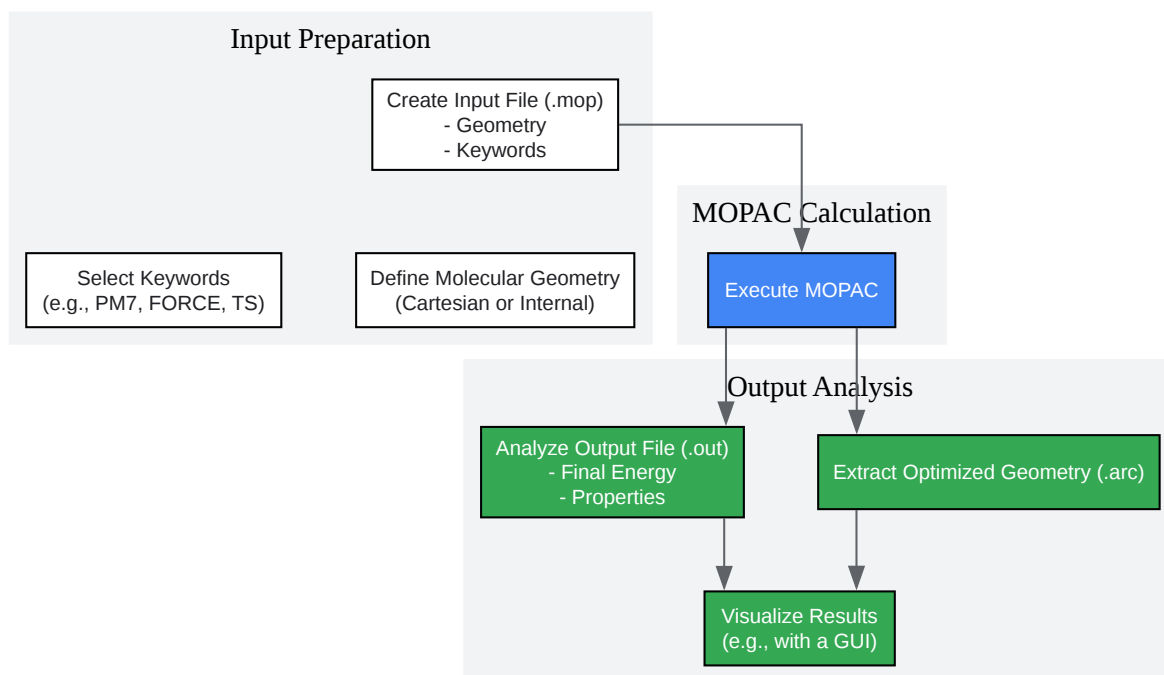 Input Preparation
Create Input File (.mop)
- Geometry
- Keywords
Select Keywords
(e.g., PM7, FORCE, TS)
Define Molecular Geometry
(Cartesian or Internal)
MOPAC Calculation
Execute MOPAC
Output Analysis
Analyze Output File (.out)
- Final Energy
- Properties
Extract Optimized Geometry (.arc)
Visualize Results
(e.g., with a GUI)